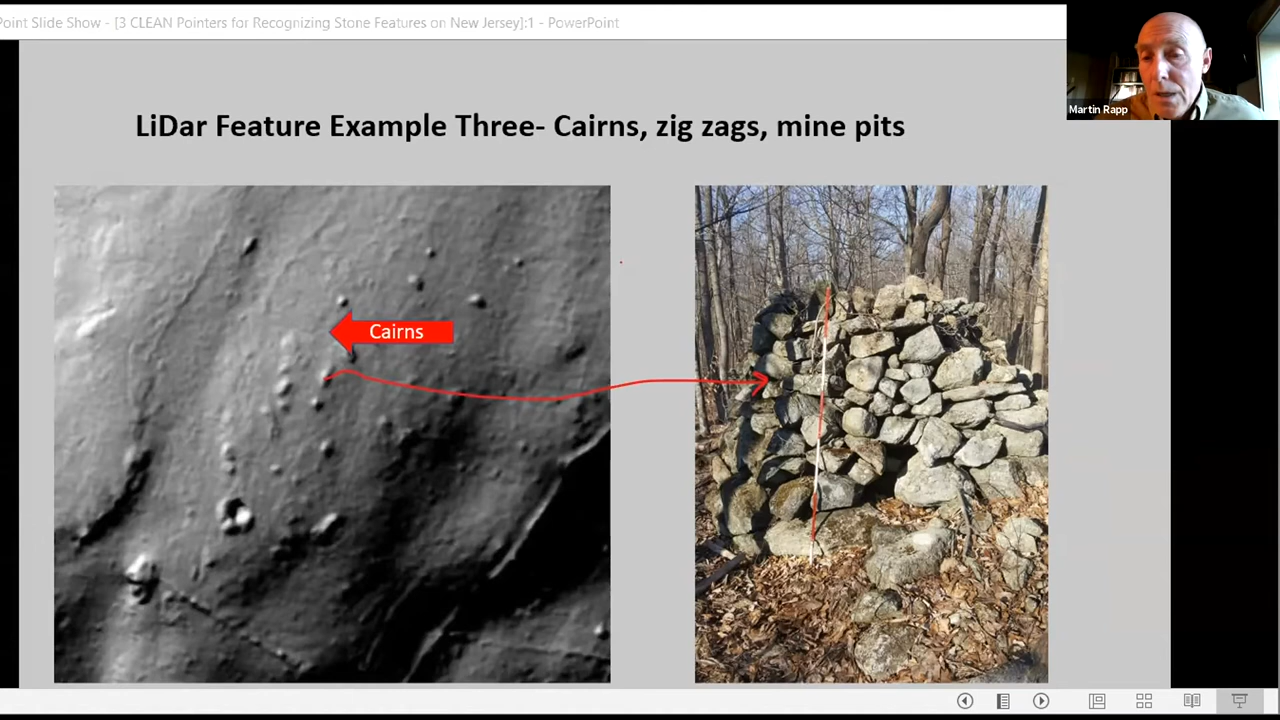 Point Slide Show - [3 CLEAN Pointers for Recognizing Stone Features on New Jersey]:1 - PowerPoint
Martin Rapp
LiDar Feature Example Three- Cairns, zig zags, mine pits
Cairns